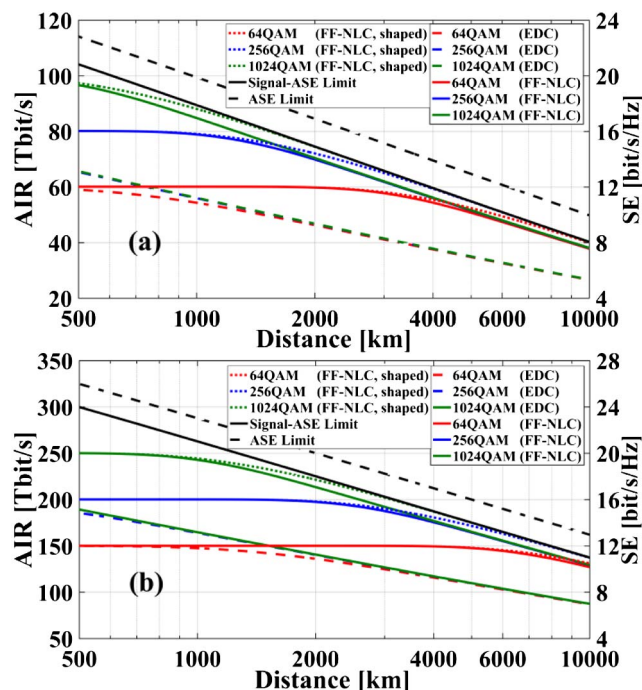 120
100
80
60
40
20
AIR [Tbit/s]
64QAM (FF-NLC, shaped)
256QAM (FF-NLC, shaped)
1024QAM (FF-NLC, shaped)
Signal-ASE Limit
ASE Limit
64QAM (EDC)
256QAM (EDC)
1024QAM (EDC)
64QAM (FF-NLC)
256QAM (FF-NLC)
1024QAM (FF-NLC)
24
20
16
12
8
4
SE [bit/s/Hz]
(a)
500 1000 2000 4000 6000 10000
Distance [km]
350
300
250
200
150
100
50
AIR [Tbit/s]
64QAM (FF-NLC, shaped)
256QAM (FF-NLC, shaped)
1024QAM (FF-NLC, shaped)
Signal-ASE Limit
ASE Limit
64QAM (EDC)
256QAM (EDC)
1024QAM (EDC)
64QAM (FF-NLC)
256QAM (FF-NLC)
1024QAM (FF-NLC)
28
24
20
16
12
8
4
SE [bit/s/Hz]
(b)
500 1000 2000 4000 6000 10000
Distance [km]